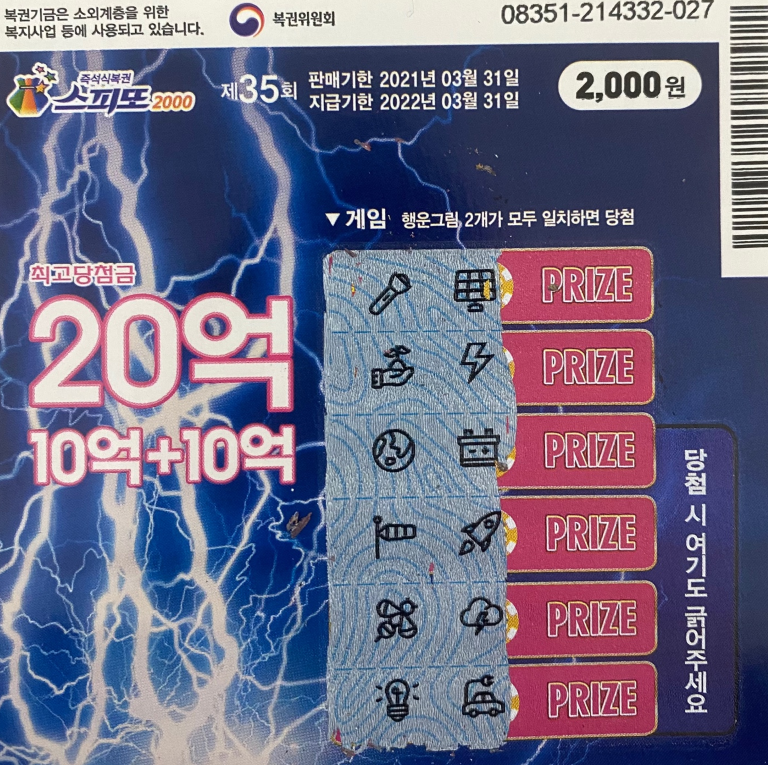 복권기금은 소외계층을 위한
복지사업 등에 사용되고 있습니다.
복권위원회
08351-214332-027
즉석식복권
스피또2000
제35회
판매기한 2021년 03월 31일
지급기한 2022년 03월 31일
2,000원
▼게임 행운그림 2개가 모두 일치하면 당첨
최고당첨금
20억
10억+10억
PRIZE
PRIZE
PRIZE
PRIZE
PRIZE
PRIZE
당첨 시 여기도 긁어주세요